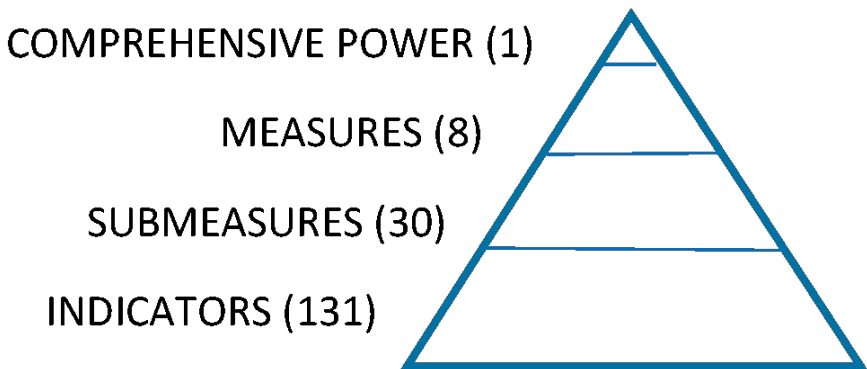 COMPREHENSIVE POWER (1)
MEASURES (8)
SUBMEASURES (30)
INDICATORS (131)